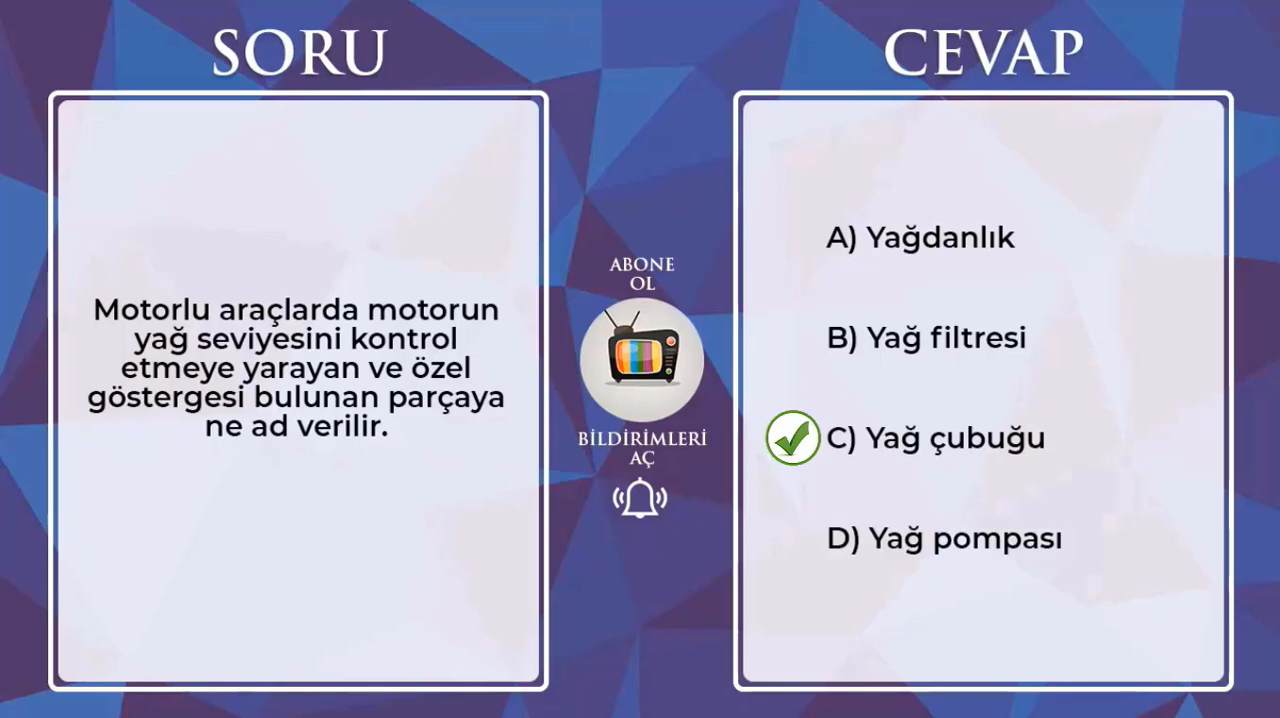 SORU
Motorlu araçlarda motorun
yağ seviyesini kontrol
etmeye yarayan ve özel
göstergesi bulunan parçaya
ne ad verilir.
ABONE
OL
BİLDİRİMLERİ
AÇ
CEVAP
A) Yağdanlık
B) Yağ filtresi
C) Yağ çubuğu
D) Yağ pompası